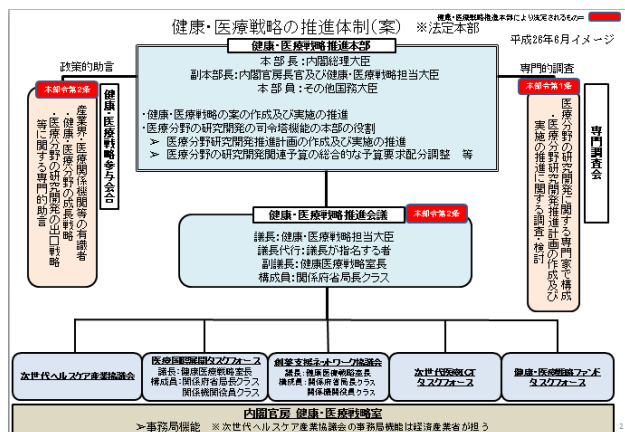 健康・医療戦略の推進体制(案) ※法定本部
健康・医療戦略推進本部により決定されるもの=
平成26年6月イメージ
健康・医療戦略推進本部
本 部 長：内閣総理大臣
副本部長：内閣官房長官及び健康・医療戦略担当大臣
本 部 員：その他国務大臣
・健康・医療戦略の案の作成及び実施の推進
・医療分野の研究開発の司令塔機能の本部の役割
➢ 医療分野研究開発推進計画の作成及び実施の推進
➢ 医療分野の研究開発関連予算の総合的な予算要求配分調整 等
政策的助言
本部令第2条
健康・医療戦略参与会合
産業界・医療関係機関等の有識者
・健康・医療分野の成長戦略
・医療分野の研究開発の出口戦略
等に関する専門的助言
専門的調査
本部令第1条
専門調査会
医療分野の研究開発に関する専門家で構成
・医療分野研究開発推進計画の作成及び
実施の推進に関する調査・検討
健康・医療戦略推進会議
本部令第2条
議長：健康・医療戦略担当大臣
議長代行：議長が指名する者
副議長：健康医療戦略室長
構成員：関係府省局長クラス
次世代ヘルスケア産業協議会
医療国際展開タスクフォース
議長：健康医療戦略室長
構成員：関係府省局長クラス
関係機関役員クラス
創薬支援ネットワーク協議会
議長：健康医療戦略室長
構成員：関係府省局長クラス
関係機関役員クラス
次世代医療ICT
タスクフォース
健康・医療戦略ファンド
タスクフォース
内閣官房 健康・医療戦略室
➢事務局機能 ※次世代ヘルスケア産業協議会の事務局機能は経済産業省が担う
2